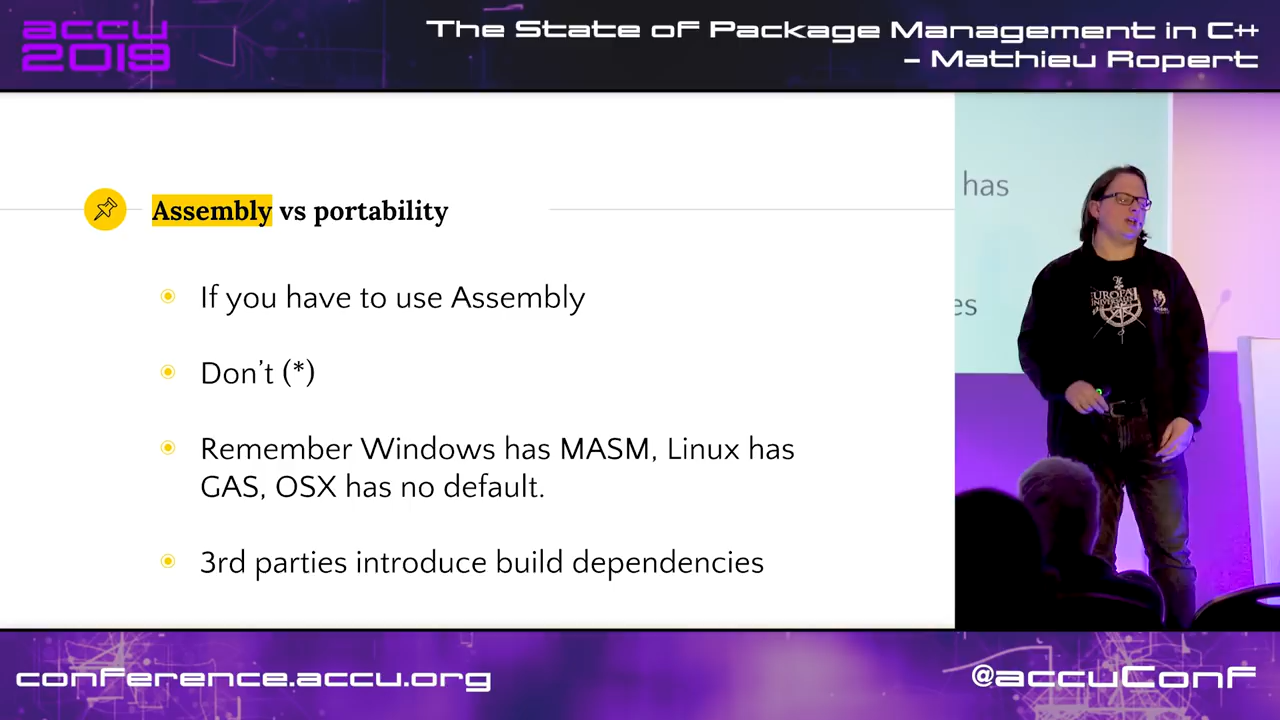 accu
2019
The State of Package Management in C++
– Mathieu Ropert
Assembly vs portability
If you have to use Assembly
Don't (*)
Remember Windows has MASM, Linux has
GAS, OSX has no default.
3rd parties introduce build dependencies
has
es
EUROPA
UNIVERSALIS
conference.accu.org
@accuConf